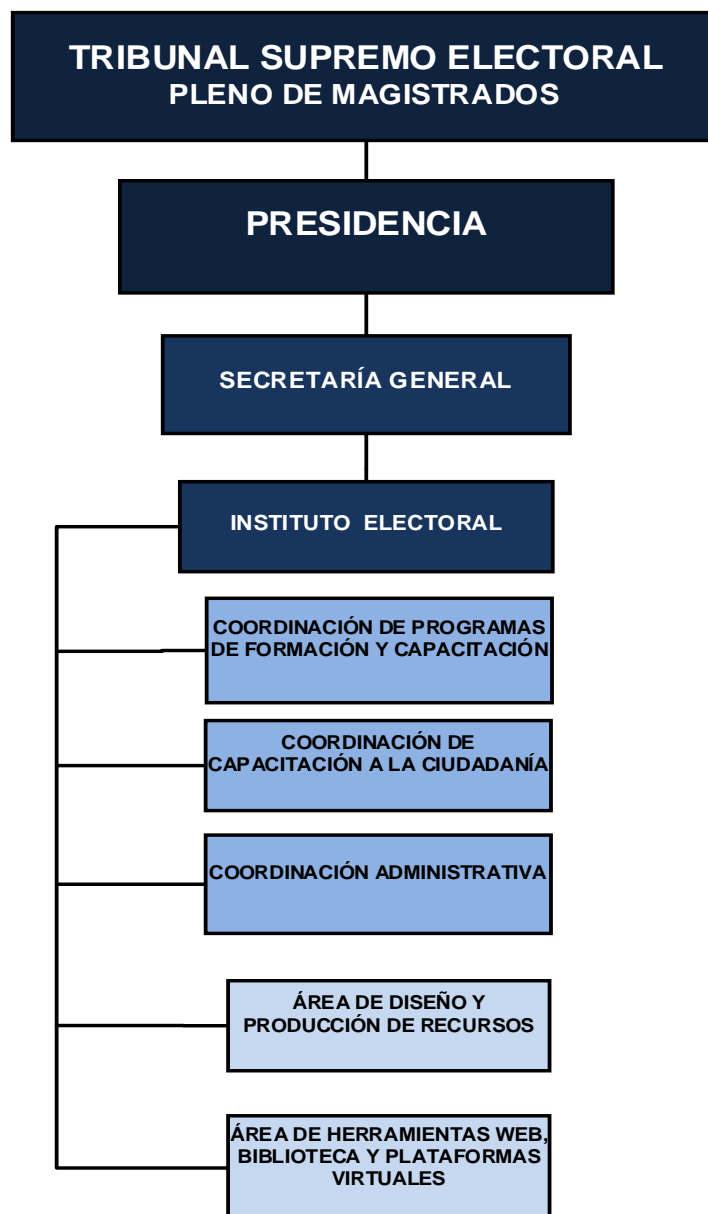 TRIBUNAL SUPREMO ELECTORAL
PLENO DE MAGISTRADOS
PRESIDENCIA
SECRETARÍA GENERAL
INSTITUTO ELECTORAL
COORDINACIÓN DE PROGRAMAS
DE FORMACIÓN Y CAPACITACIÓN
COORDINACIÓN DE
CAPACITACIÓN A LA CIUDADANÍA
COORDINACIÓN ADMINISTRATIVA
ÁREA DE DISEÑO Y
PRODUCCIÓN DE RECURSOS
ÁREA DE HERRAMIENTAS WEB,
BIBLIOTECA Y PLATAFORMAS
VIRTUALES